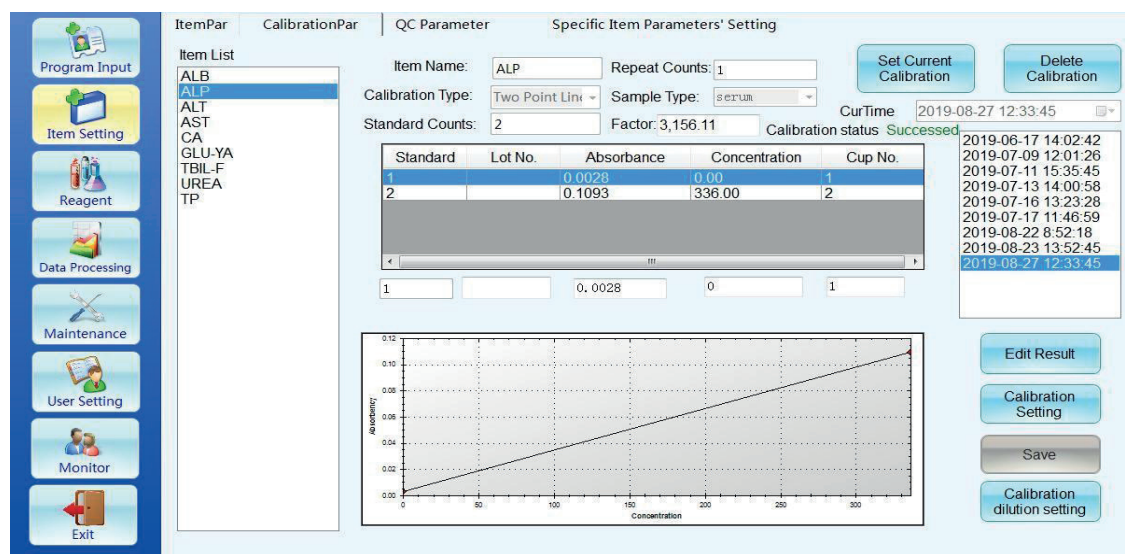 ItemPar CalibrationPar QC Parameter Specific Item Parameters' Setting
Program Input
Item Setting
Reagent
Data Processing
Maintenance
User Setting
Monitor
Exit
Item List
ALB
ALP
ALT
AST
CA
GLU-YA
TBIL-F
UREA
TP
Item Name: ALP Repeat Counts: 1
Calibration Type: Two Point Line Sample Type: serum
Standard Counts: 2 Factor: 3,156.11
Set Current Calibration
Delete Calibration
CurTime 2019-08-27 12:33:45
Calibration status Successed
Standard Lot No. Absorbance Concentration Cup No.
1 0.0028 0.00 1
2 0.1093 336.00 2
1 0.0028 0 1
2019-06-17 14:02:42
2019-07-09 12:01:26
2019-07-11 15:35:45
2019-07-13 14:00:58
2019-07-16 13:23:28
2019-07-17 11:46:59
2019-08-22 8:52:18
2019-08-23 13:52:45
2019-08-27 12:33:45
Absorbency
0.12
0.10
0.08
0.06
0.04
0.02
0.00
0 50 100 150 200 250 300
Concentration
Edit Result
Calibration Setting
Save
Calibration dilution setting